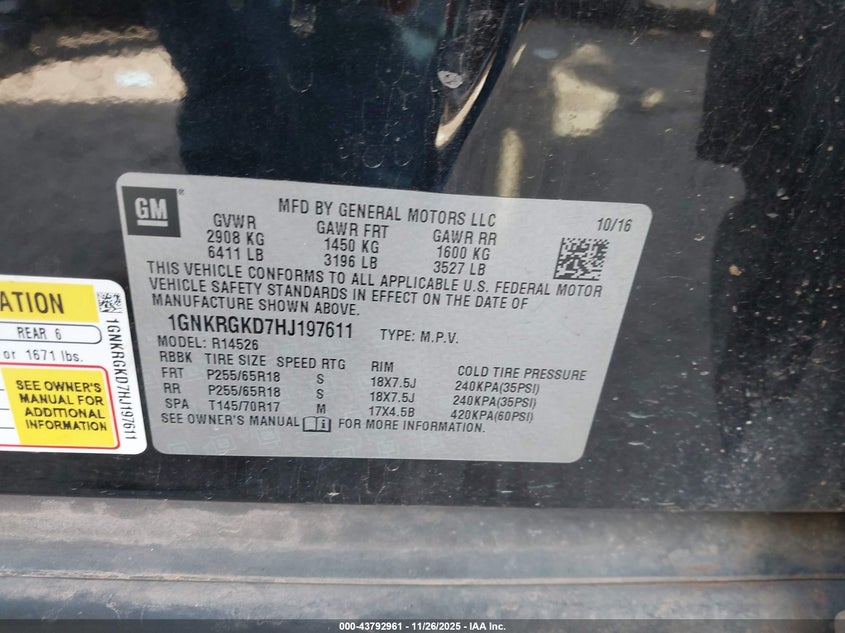 GM
®
MFD BY GENERAL MOTORS LLC
10/16
GVWR GAWR FRT GAWR RR
2908 KG 1450 KG 1600 KG
6411 LB 3196 LB 3527 LB
THIS VEHICLE CONFORMS TO ALL APPLICABLE U.S. FEDERAL MOTOR
VEHICLE SAFETY STANDARDS IN EFFECT ON THE DATE OF
MANUFACTURE SHOWN ABOVE.
1GNKRGKD7HJ197611 TYPE: M.P.V.
MODEL: R14526
RBBK TIRE SIZE SPEED RTG RIM COLD TIRE PRESSURE
FRT P255/65R18 S 18X7.5J 240KPA(35PSI)
RR P255/65R18 S 18X7.5J 240KPA(35PSI)
SPA T145/70R17 M 17X4.5B 420KPA(60PSI)
SEE OWNER'S MANUAL FOR MORE INFORMATION.
ATION
REAR 6
or 1671 lbs.
SEE OWNER'S
MANUAL FOR
ADDITIONAL
INFORMATION
1GNKRGKD7HJ197611
000-43792961 - 11/26/2025 - IAA Inc.